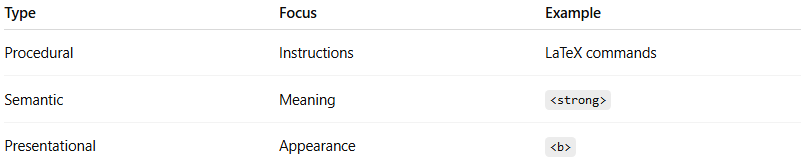 Type Focus Example
Procedural Instructions LaTeX commands
Semantic Meaning <strong>
Presentational Appearance <b>